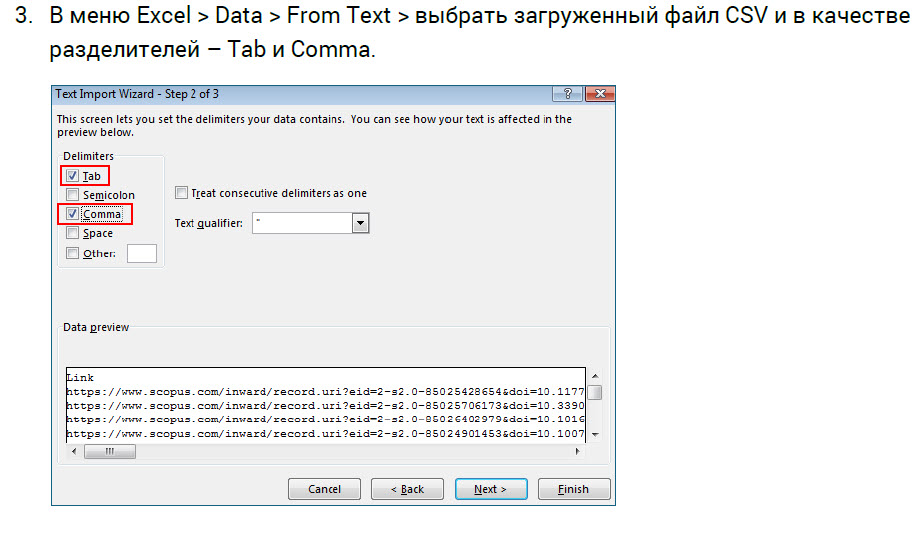 3. В меню Excel > Data > From Text > выбрать загруженный файл CSV и в качестве
разделителей – Tab и Comma.
Text Import Wizard - Step 2 of 3
This screen lets you set the delimiters your data contains. You can see how your text is affected in the
preview below.
Delimiters
Tab
Semicolon
Comma
Space
Other:
Treat consecutive delimiters as one
Text qualifier: "
Data preview
Link
https://www.scopus.com/inward/record.uri?eid=2-s2.0-85025428654&doi=10.1177
https://www.scopus.com/inward/record.uri?eid=2-s2.0-85025706173&doi=10.3390
https://www.scopus.com/inward/record.uri?eid=2-s2.0-85026402979&doi=10.1016
https://www.scopus.com/inward/record.uri?eid=2-s2.0-85024901453&doi=10.1007
Cancel
< Back
Next >
Finish